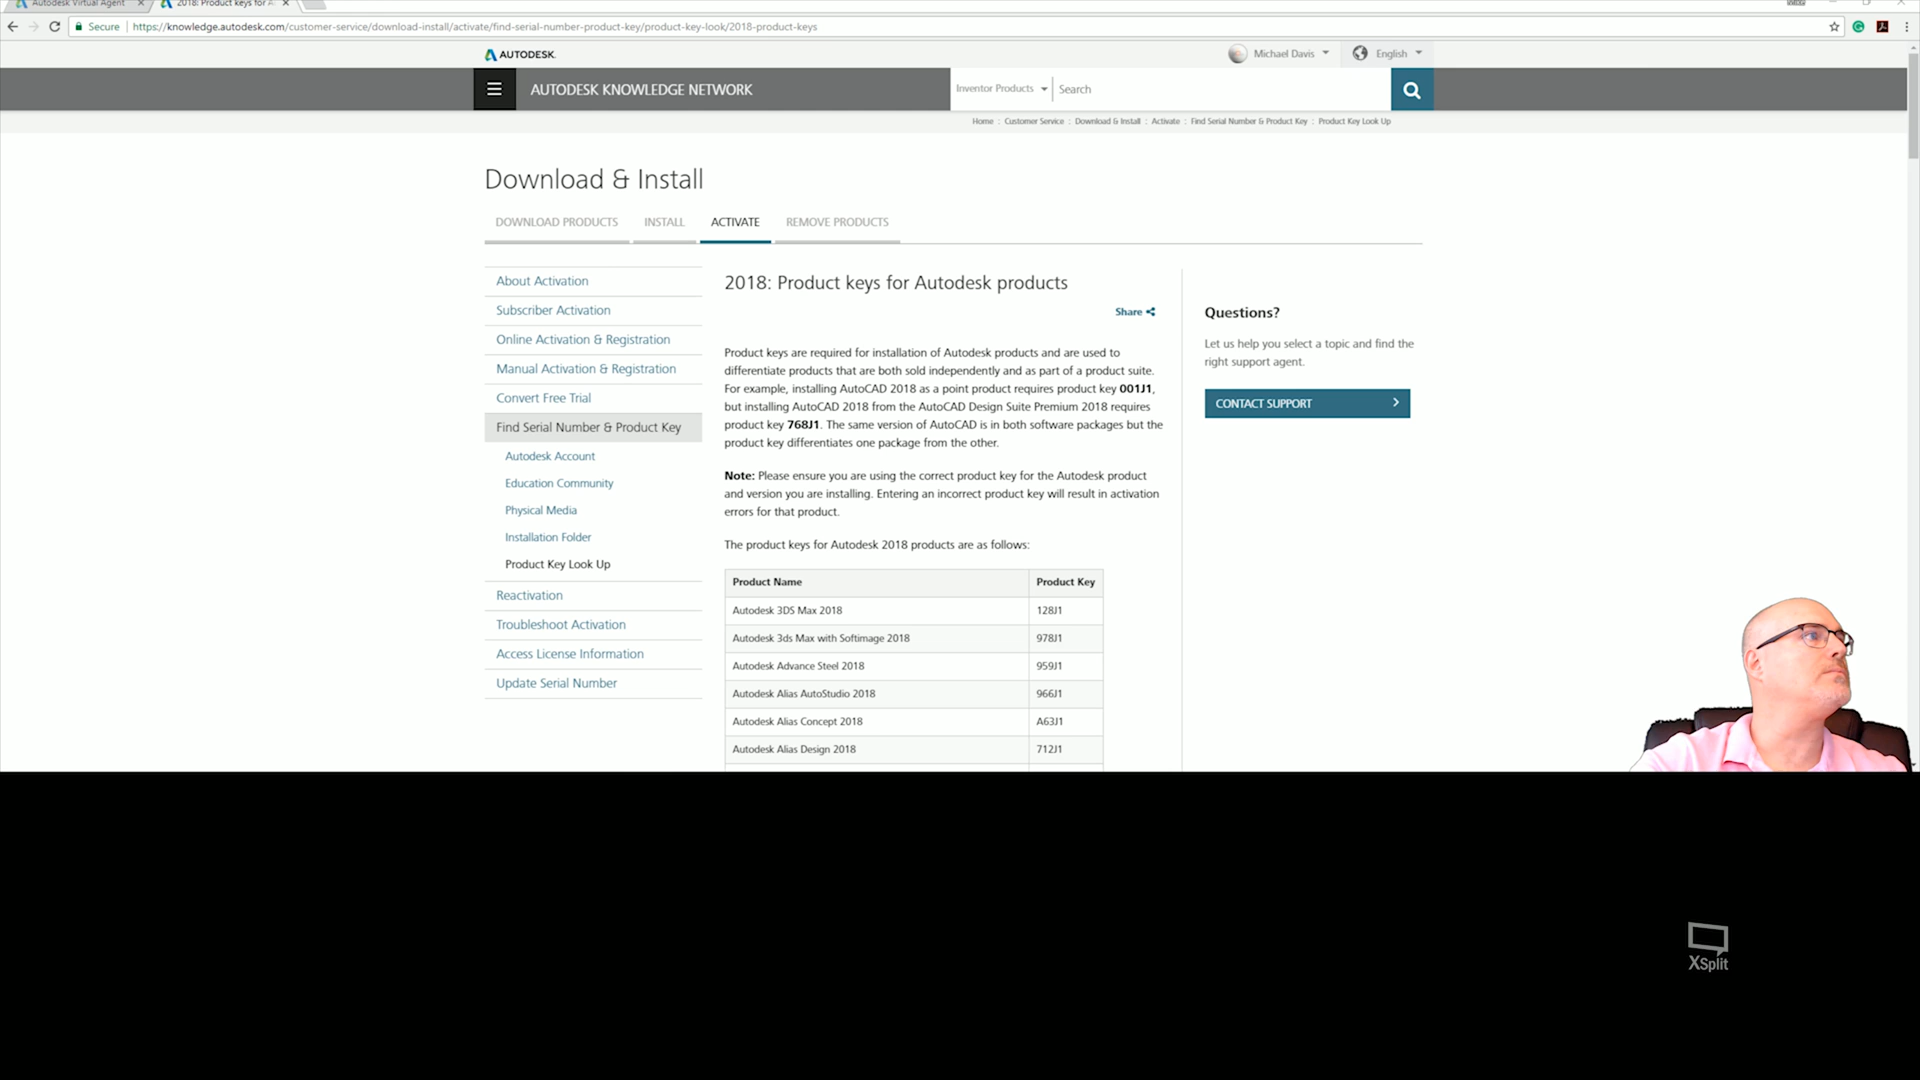 Autodesk Virtual Agent
2018: Product keys for A
Secure https://knowledge.autodesk.com/customer-service/download-install/activate/find-serial-number-product-key/product-key-look/2018-product-keys
AUTODESK.
Michael Davis
English
AUTODESK KNOWLEDGE NETWORK
Inventor Products
Search
Home : Customer Service : Download & Install : Activate : Find Serial Number & Product Key : Product Key Look Up
Download & Install
DOWNLOAD PRODUCTS INSTALL ACTIVATE REMOVE PRODUCTS
About Activation
Subscriber Activation
Online Activation & Registration
Manual Activation & Registration
Convert Free Trial
Find Serial Number & Product Key
Autodesk Account
Education Community
Physical Media
Installation Folder
Product Key Look Up
Reactivation
Troubleshoot Activation
Access License Information
Update Serial Number
2018: Product keys for Autodesk products
Share
Product keys are required for installation of Autodesk products and are used to
differentiate products that are both sold independently and as part of a product suite.
For example, installing AutoCAD 2018 as a point product requires product key 001J1,
but installing AutoCAD 2018 from the AutoCAD Design Suite Premium 2018 requires
product key 768J1. The same version of AutoCAD is in both software packages but the
product key differentiates one package from the other.
Note: Please ensure you are using the correct product key for the Autodesk product
and version you are installing. Entering an incorrect product key will result in activation
errors for that product.
The product keys for Autodesk 2018 products are as follows:
Product Name Product Key
Autodesk 3DS Max 2018 128J1
Autodesk 3ds Max with Softimage 2018 978J1
Autodesk Advance Steel 2018 959J1
Autodesk Alias AutoStudio 2018 966J1
Autodesk Alias Concept 2018 A63J1
Autodesk Alias Design 2018 712J1
Questions?
Let us help you select a topic and find the
right support agent.
CONTACT SUPPORT
XSplit